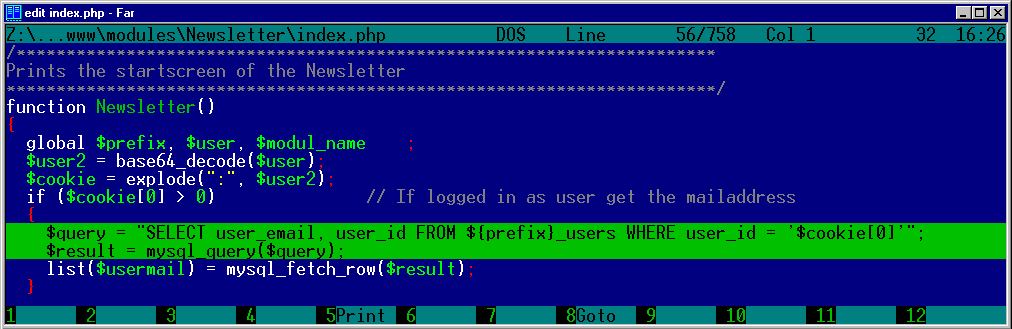 edit index.php - Far
Z:\...www\modules\Newsletter\index.php DOS Line 56/758 Col 1 32 16:26
/**********************************************************************
Prints the startscreen of the Newsletter
***********************************************************************/
function Newsletter()
{
global $prefix, $user, $modul_name ;
$user2 = base64_decode($user);
$cookie = explode(":", $user2);
if ($cookie[0] > 0) // If logged in as user get the mailaddress
{
$query = "SELECT user_email, user_id FROM ${prefix}_users WHERE user_id = '$cookie[0]'";
$result = mysql_query($query);
list($usermail) = mysql_fetch_row($result);
}
1 2 3 4 5Print 6 7 8Goto 9 10 11 12